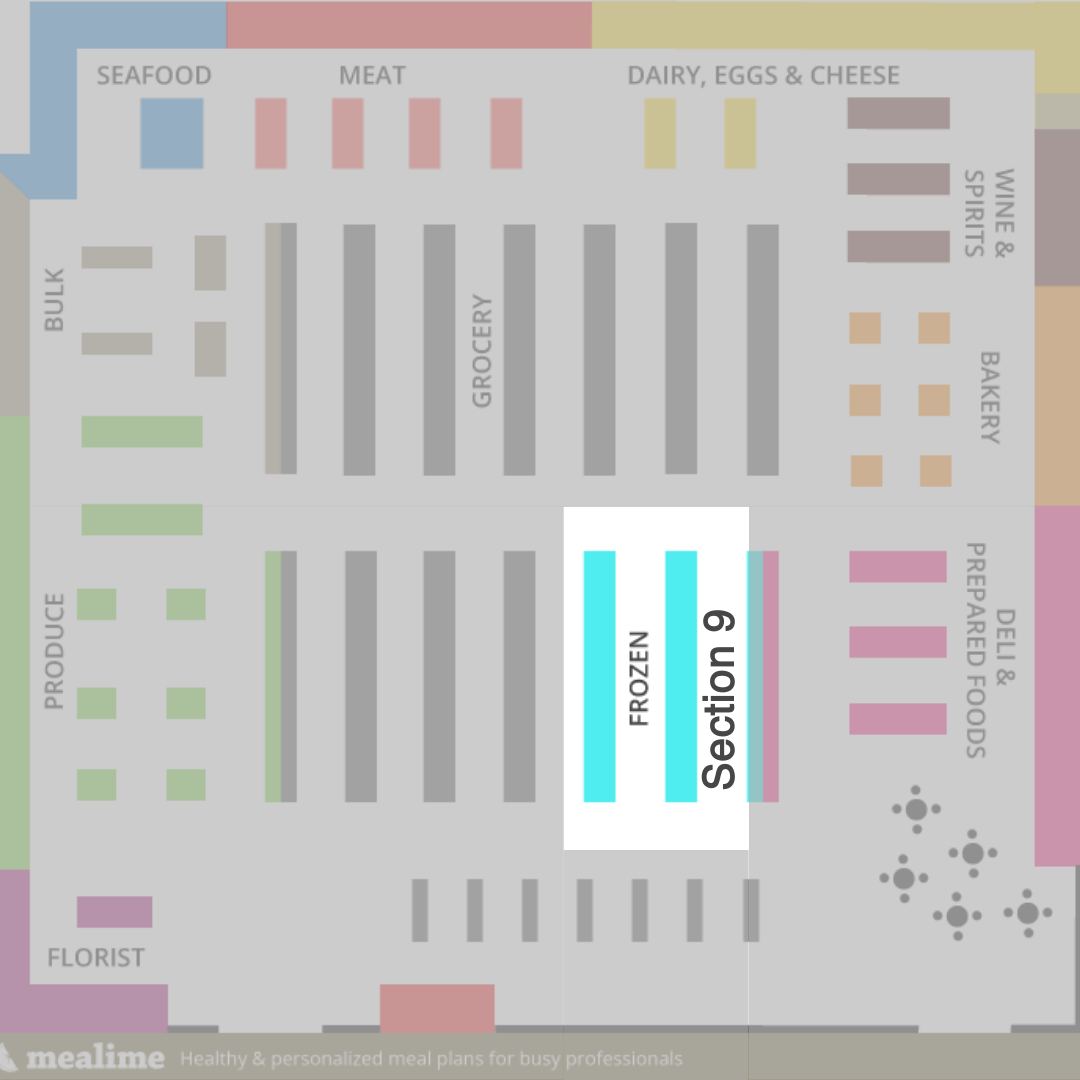 SEAFOOD
MEAT
DAIRY, EGGS & CHEESE
WINE &
SPIRITS
BULK
GROCERY
BAKERY
PRODUCE
FROZEN
Section 9
DELI &
PREPARED FOODS
FLORIST
mealime Healthy & personalized meal plans for busy professionals